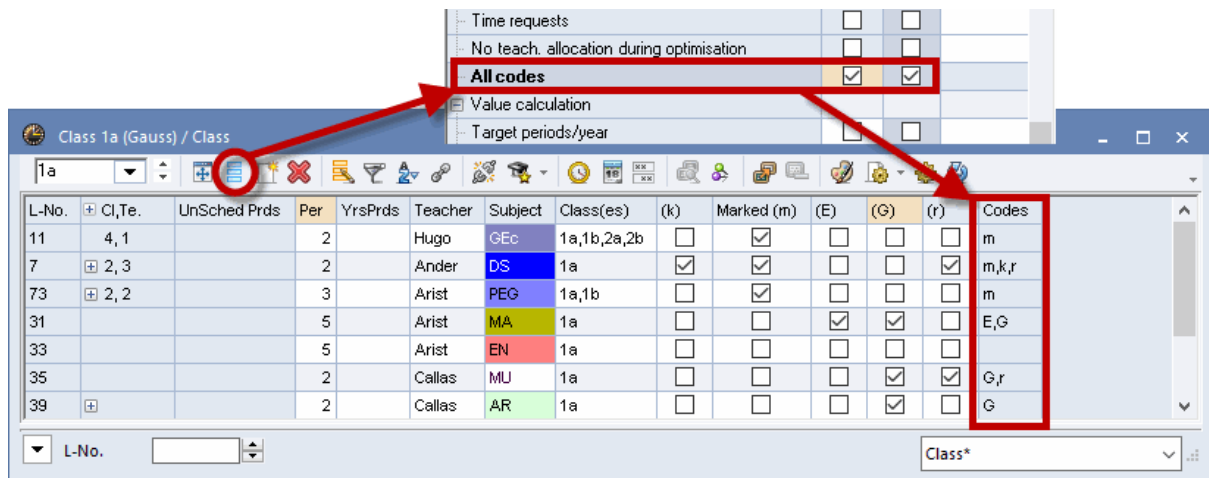 Time requests
No teach. allocation during optimisation
All codes
Value calculation
Target periods/year
Class 1a (Gauss) / Class
1a
L-No. Cl,Te. UnSched Prds Per YrsPrds Teacher Subject Class(es) (k) Marked (m) (E) (G) (r) Codes
11 4, 1 2 Hugo GEc 1a,1b,2a,2b m
7 2, 3 2 Ander DS 1a m,k,r
73 2, 2 3 Arist PEG 1a,1b m
31 5 Arist MA 1a E,G
33 5 Arist EN 1a
35 2 Callas MU 1a G,r
39 2 Callas AR 1a G
L-No. Class*